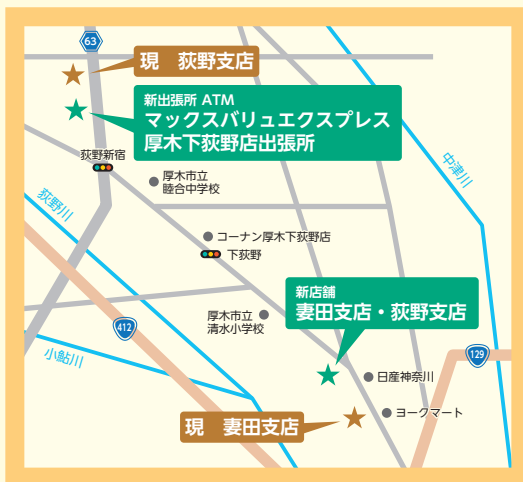 63
現 荻野支店
新出張所 ATM
マックスバリュエクスプレス
厚木下荻野店出張所
荻野新宿
厚木市立
睦合中学校
中津川
荻野川
コーナン厚木下荻野店
下荻野
新店舗
妻田支店・荻野支店
厚木市立
清水小学校
412
小鮎川
129
日産神奈川
ヨークマート
現 妻田支店